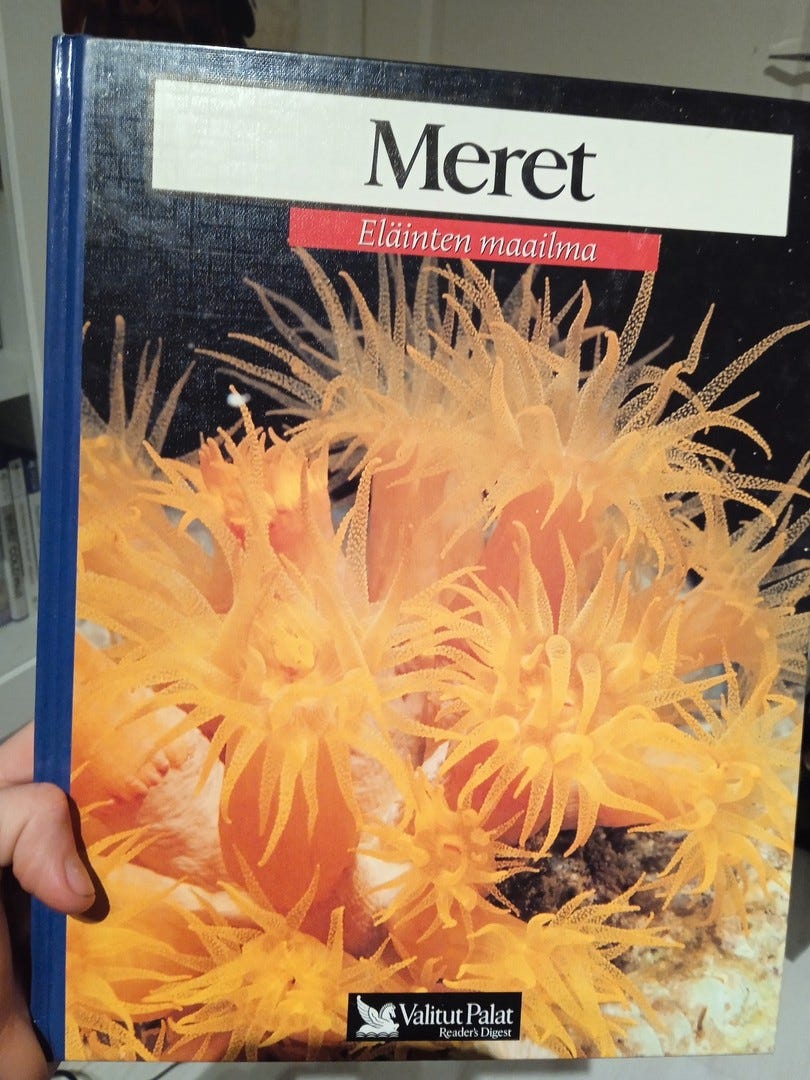 Meret
Eläinten maailma
Valitut Palat
Reader's Digest